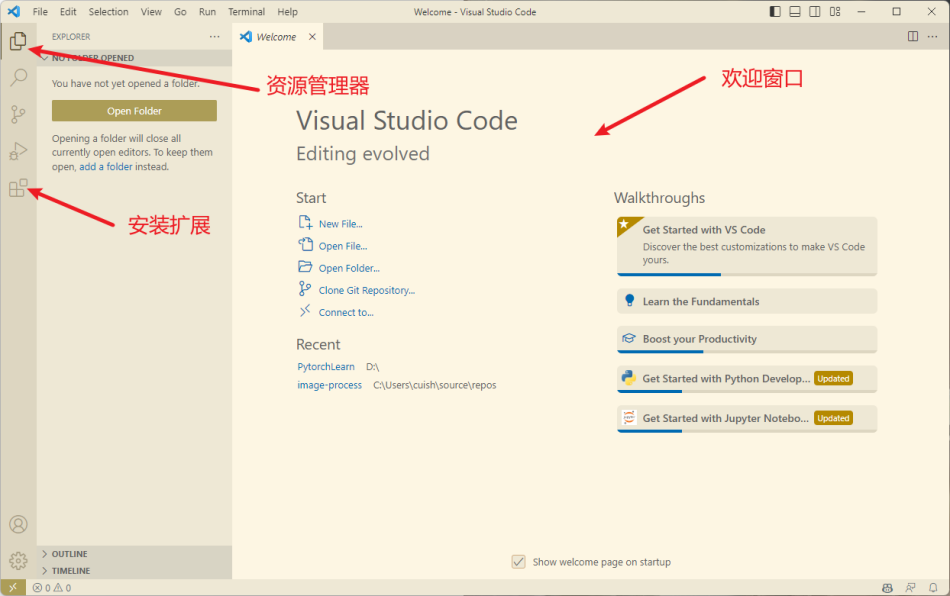 File Edit Selection View Go Run Terminal Help
Welcome - Visual Studio Code
EXPLORER
Welcome
NO FOLDER OPENED
You have not yet opened a folder.
资源管理器
欢迎窗口
Open Folder
Opening a folder will close all
currently open editors. To keep them
open, add a folder instead.
安装扩展
Visual Studio Code
Editing evolved
Start
New File...
Open File...
Open Folder...
Clone Git Repository...
Connect to...
Recent
PytorchLearn D:\
image-process C:\Users\cuish\source\repos
Walkthroughs
Get Started with VS Code
Discover the best customizations to make VS Code
yours.
Learn the Fundamentals
Boost your Productivity
Get Started with Python Develop... Updated
Get Started with Jupyter Notebo... Updated
OUTLINE
TIMELINE
Show welcome page on startup
0 0